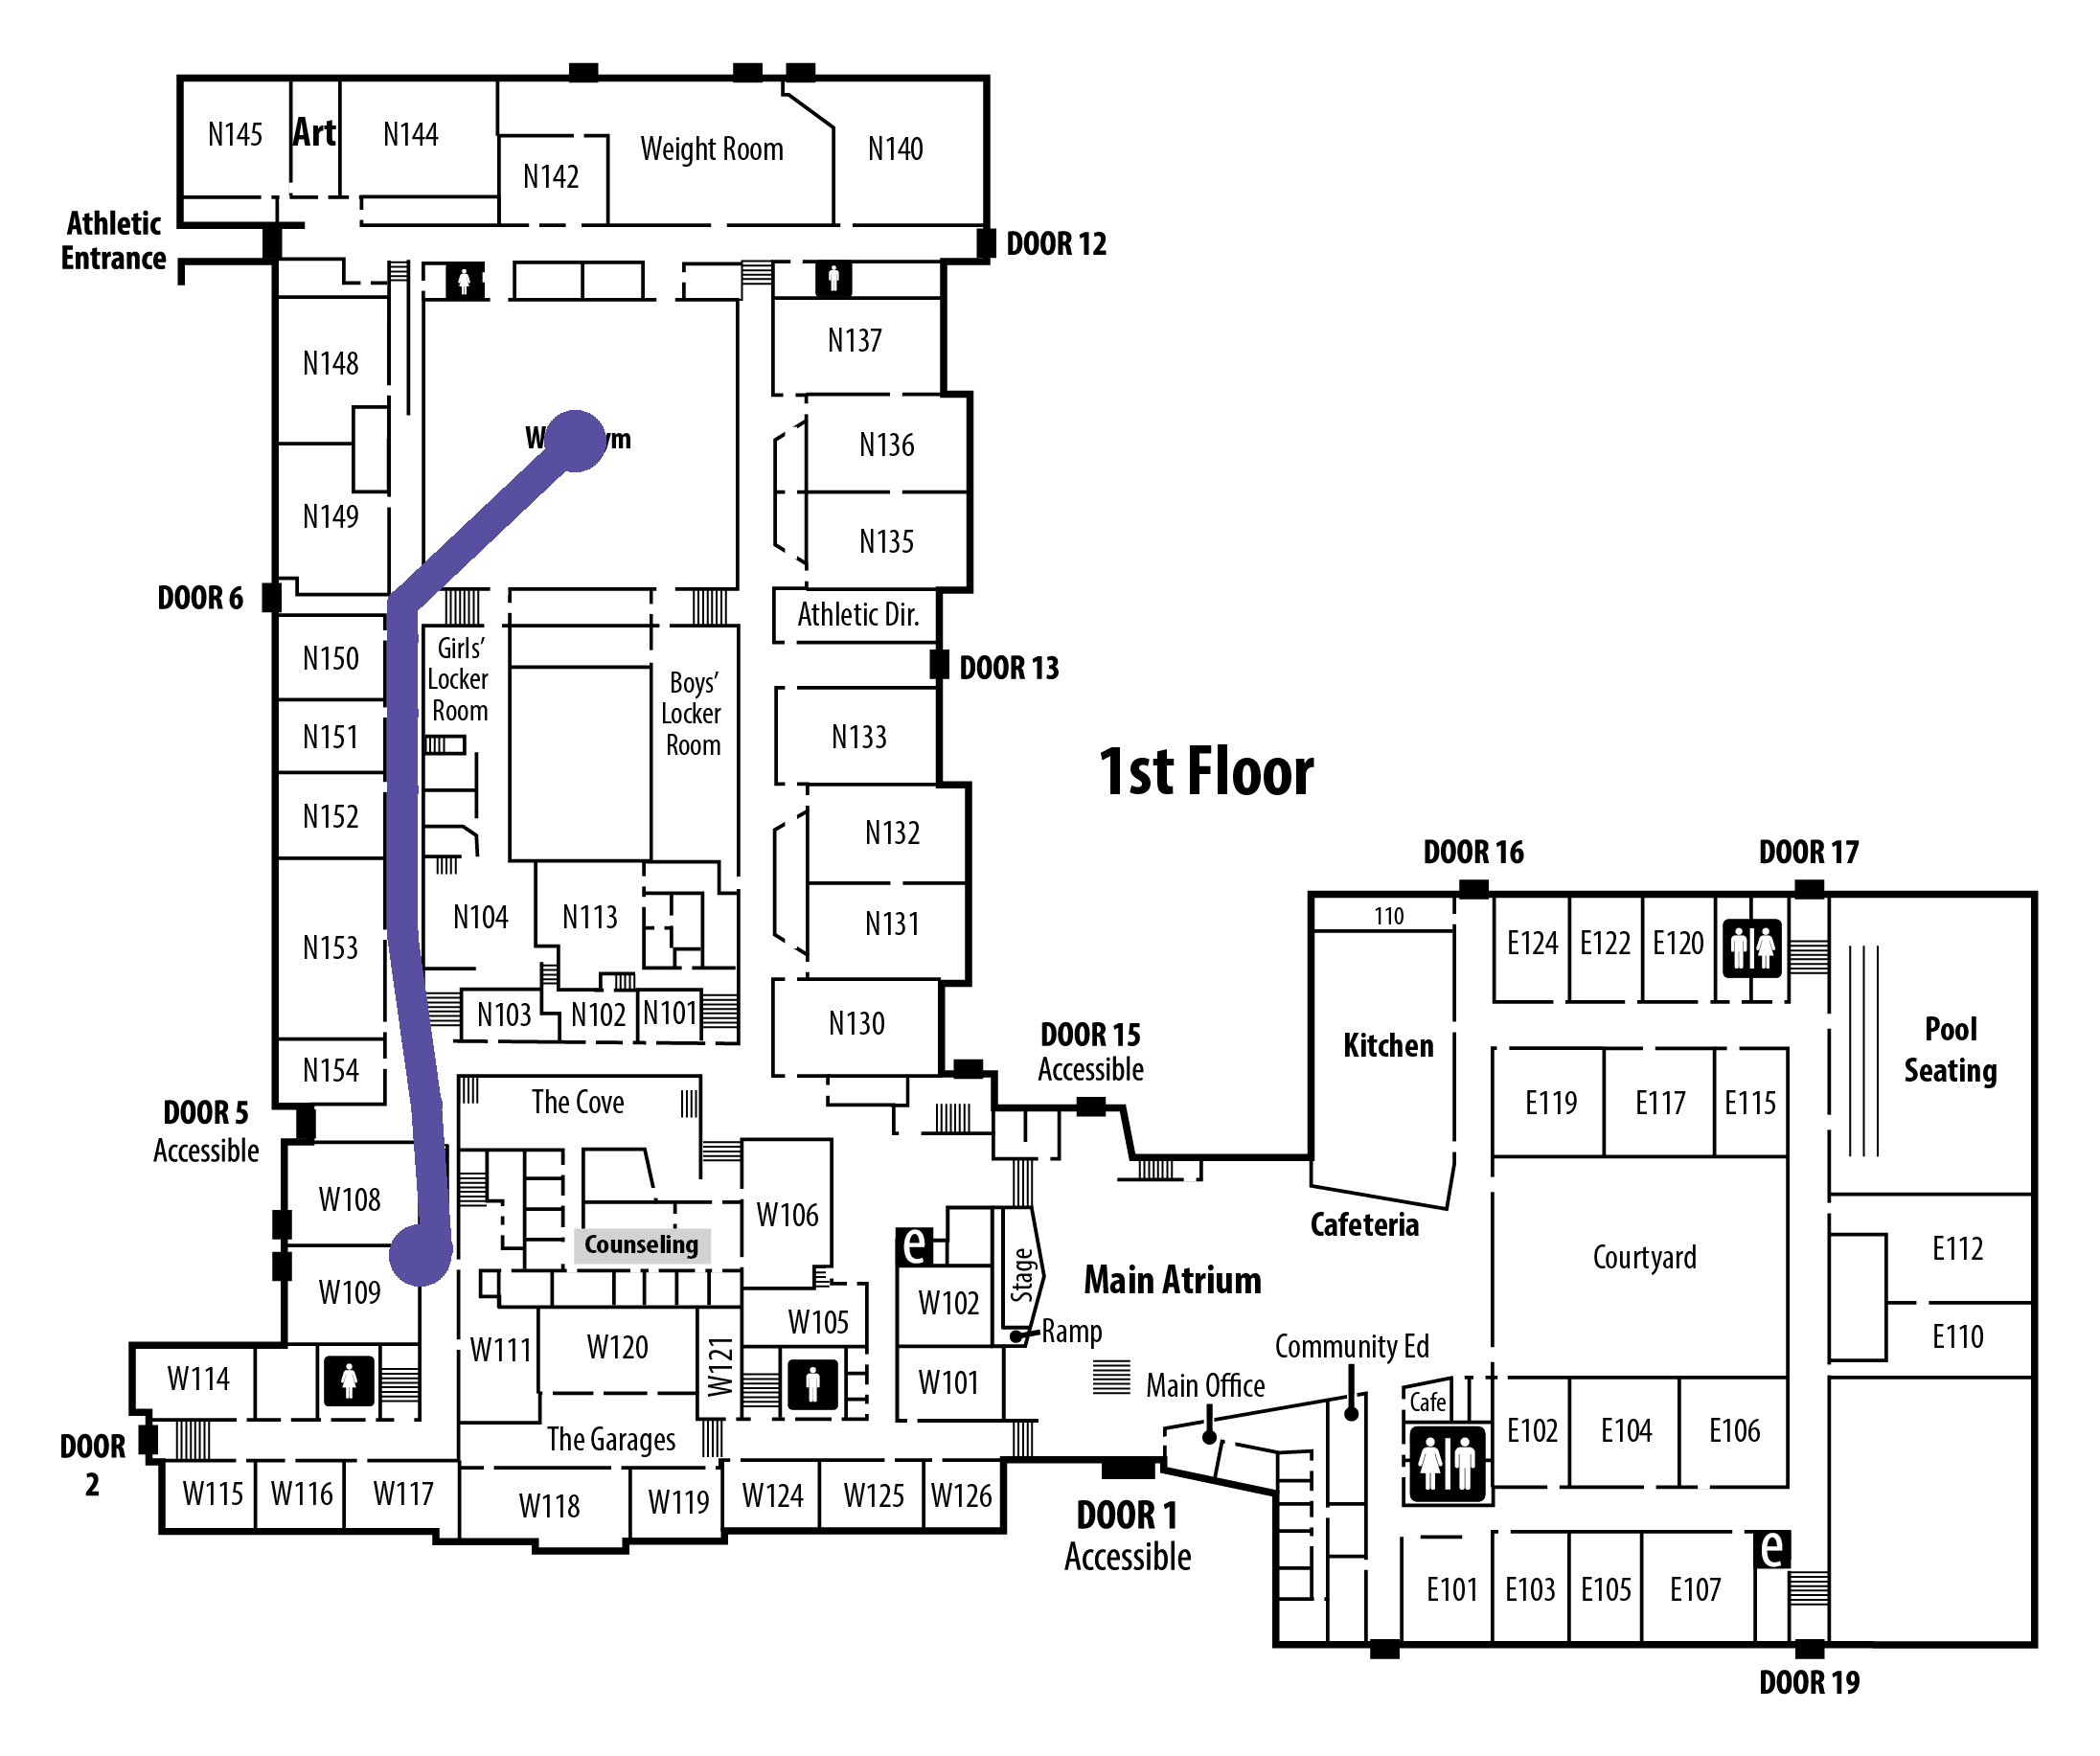 N145
Art
N144
N142
Weight Room
N140
Athletic
Entrance
DOOR 12
N148
N137
N136
N149
N135
DOOR 6
Athletic Dir.
N150
Girls'
Locker
Room
Boys'
Locker
Room
DOOR 13
N151
N133
1st Floor
N152
N132
DOOR 16
DOOR 17
N153
N104
N113
N131
110
E124
E122
E120
N103
N102
N101
N130
DOOR 15
Accessible
Kitchen
Pool
Seating
N154
The Cove
E119
E117
E115
DOOR 5
Accessible
W108
W106
Counseling
e
Stage
Cafeteria
Main Atrium
Courtyard
E112
W109
W102
W105
Ramp
E110
W111
W120
W121
Community Ed
W114
W101
Main Office
Cafe
DOOR
2
The Garages
E102
E104
E106
W115
W116
W117
W118
W119
W124
W125
W126
DOOR 1
Accessible
e
E101
E103
E105
E107
DOOR 19